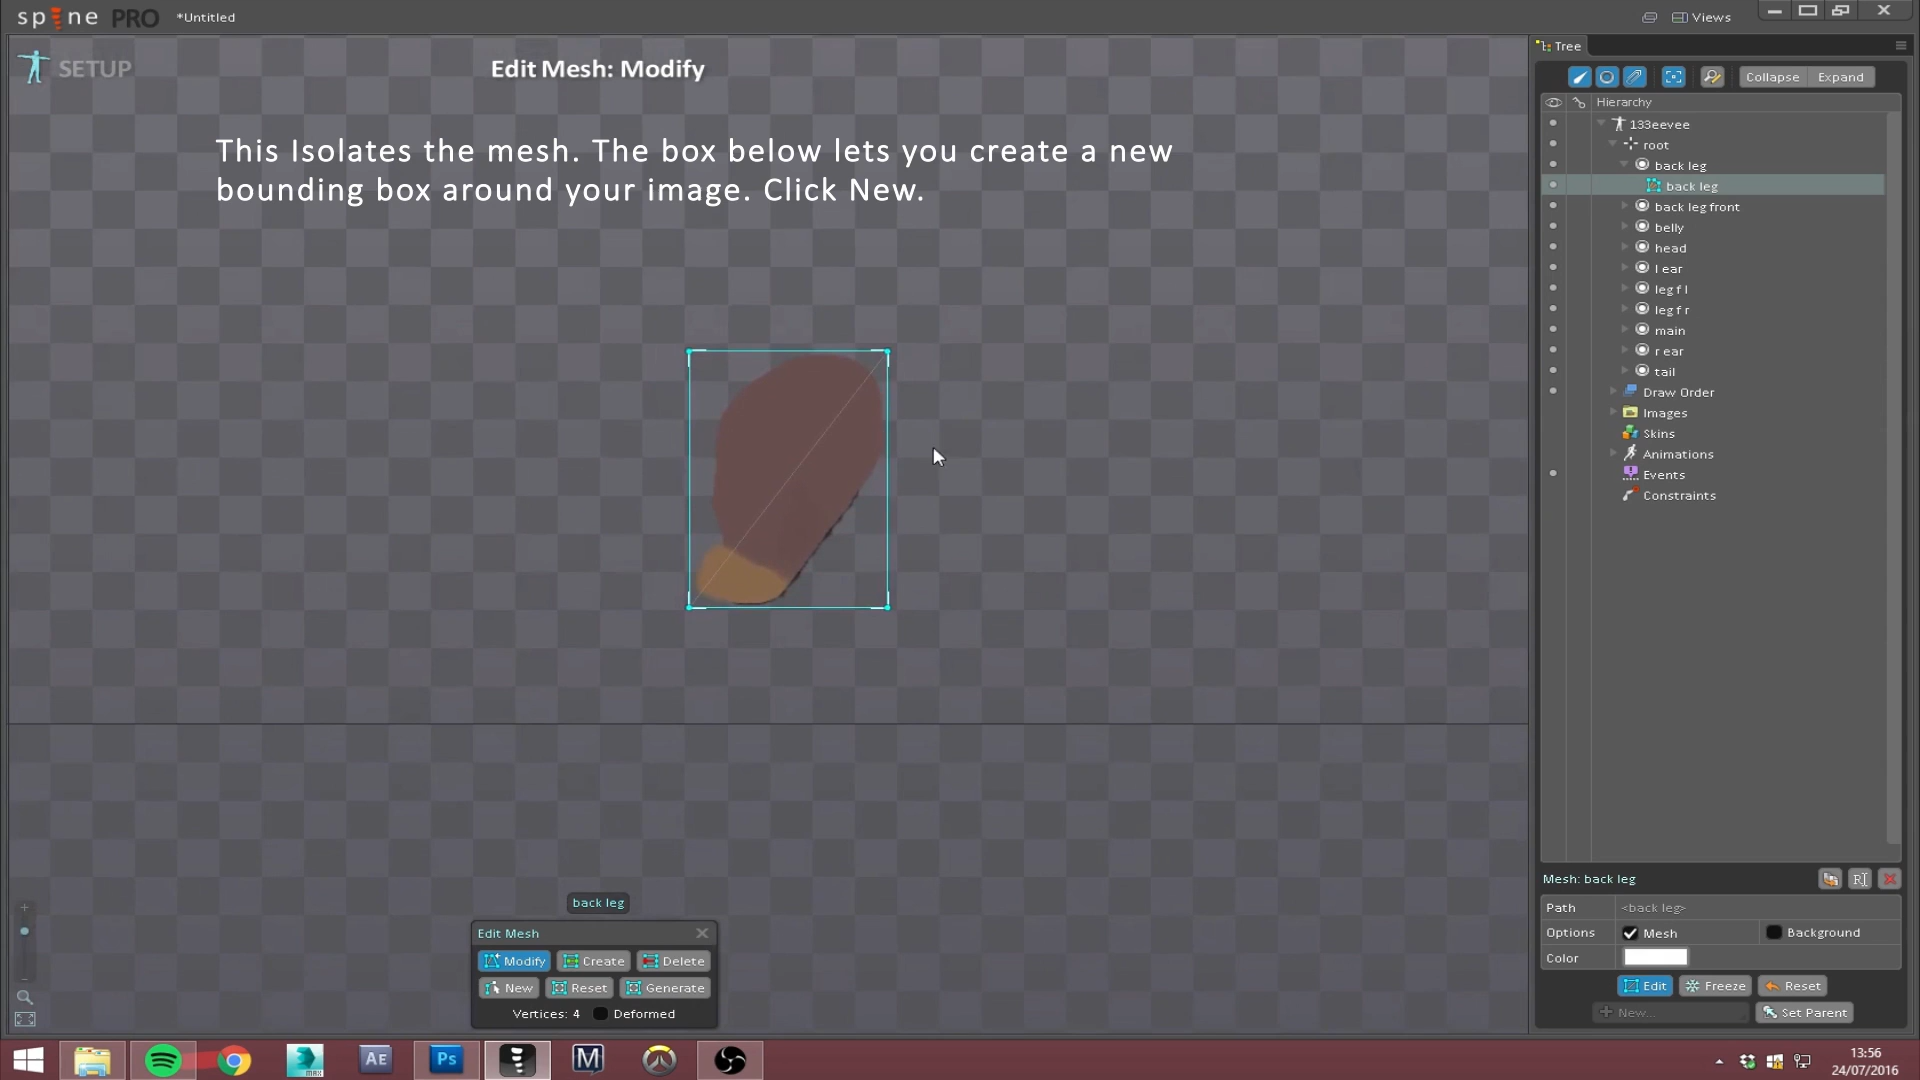 spine PRO *Untitled Views
SETUP
Edit Mesh: Modify
This Isolates the mesh. The box below lets you create a new
bounding box around your image. Click New.
Tree
Collapse Expand
Hierarchy
133eevee
root
back leg
back leg
back leg front
belly
head
l ear
leg f l
leg f r
main
r ear
tail
Draw Order
Images
Skins
Animations
Events
Constraints
Mesh: back leg
Path <back leg>
Options Mesh Background
Color
Edit Freeze Reset
New... Set Parent
back leg
Edit Mesh
Modify Create Delete
New Reset Generate
Vertices: 4 Deformed
MAX AE Ps M
13:56
24/07/2016